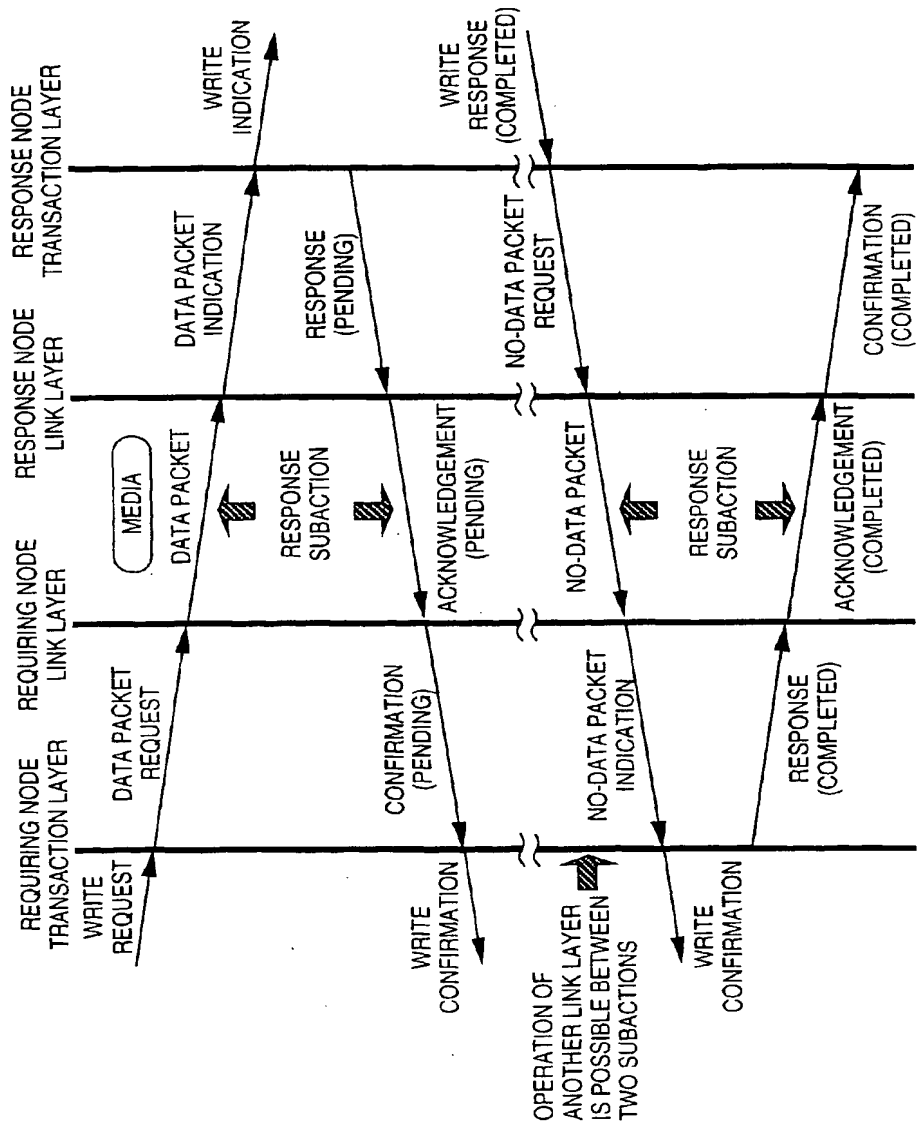 REQUIRING NODE
TRANSACTION LAYER
REQUIRING NODE
LINK LAYER
RESPONSE NODE
LINK LAYER
RESPONSE NODE
TRANSACTION LAYER
MEDIA
WRITE
REQUEST
DATA PACKET
REQUEST
DATA PACKET
DATA PACKET
INDICATION
WRITE
INDICATION
RESPONSE
SUBACTION
RESPONSE
(PENDING)
ACKNOWLEDGEMENT
(PENDING)
CONFIRMATION
(PENDING)
WRITE
CONFIRMATION
OPERATION OF
ANOTHER LINK LAYER
IS POSSIBLE BETWEEN
TWO SUBACTIONS
WRITE
RESPONSE
(COMPLETED)
NO-DATA PACKET
REQUEST
NO-DATA PACKET
NO-DATA PACKET
INDICATION
WRITE
CONFIRMATION
RESPONSE
SUBACTION
RESPONSE
(COMPLETED)
ACKNOWLEDGEMENT
(COMPLETED)
CONFIRMATION
(COMPLETED)